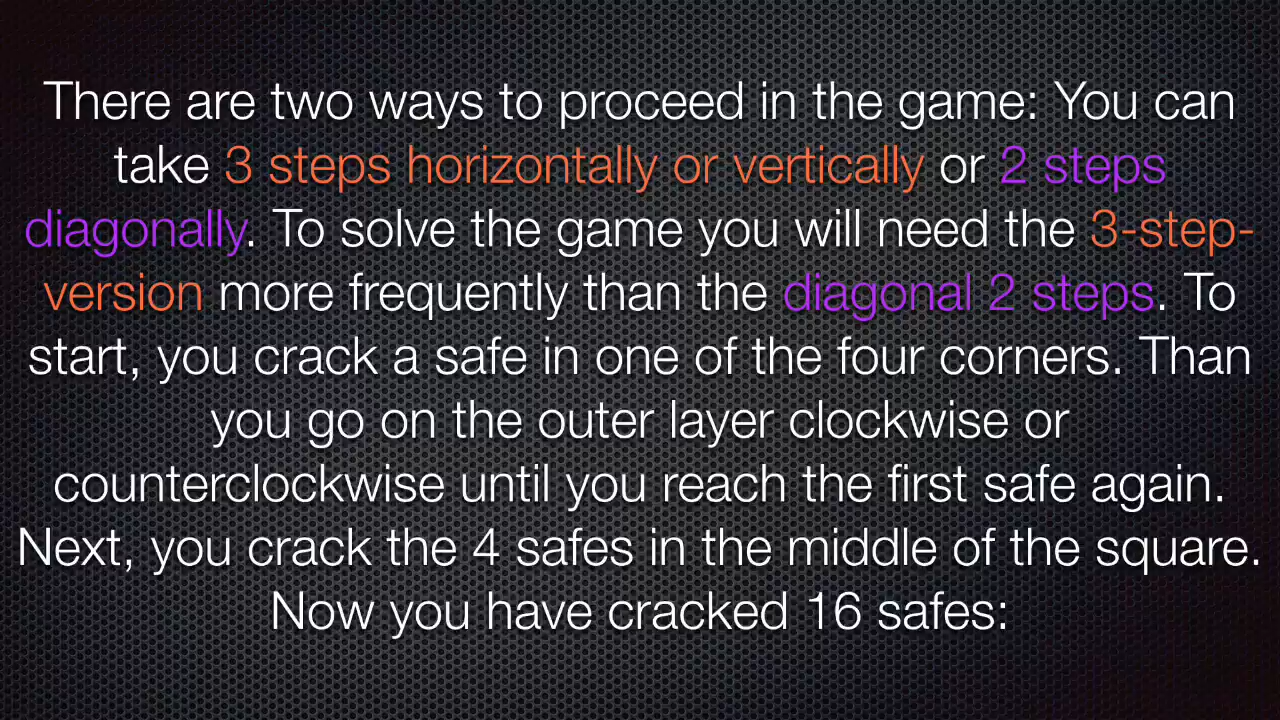 There are two ways to proceed in the game: You can
take 3 steps horizontally or vertically or 2 steps
diagonally. To solve the game you will need the 3-step-
version more frequently than the diagonal 2 steps. To
start, you crack a safe in one of the four corners. Than
you go on the outer layer clockwise or
counterclockwise until you reach the first safe again.
Next, you crack the 4 safes in the middle of the square.
Now you have cracked 16 safes: